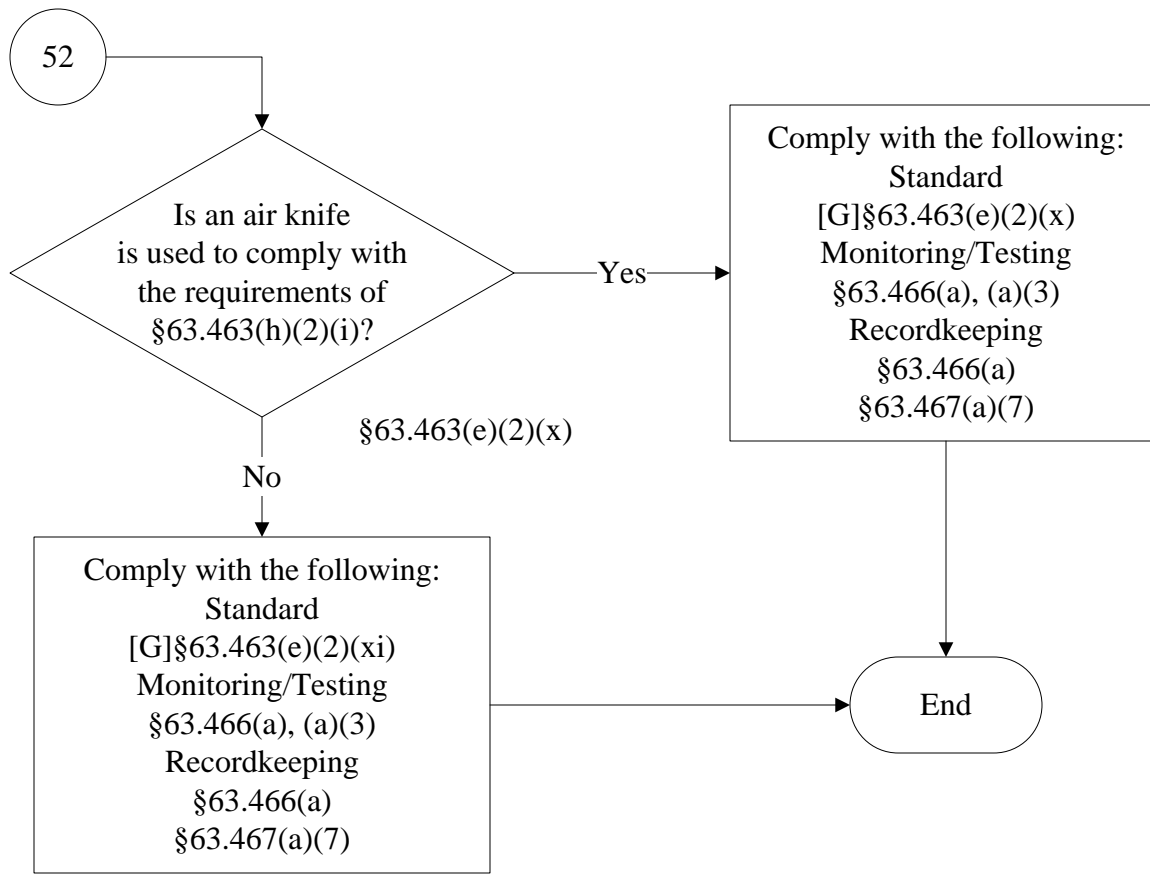 52
Is an air knife
is used to comply with
the requirements of
§63.463(h)(2)(i)?
Yes
Comply with the following:
Standard
[G]§63.463(e)(2)(x)
Monitoring/Testing
§63.466(a), (a)(3)
Recordkeeping
§63.466(a)
§63.467(a)(7)
§63.463(e)(2)(x)
No
Comply with the following:
Standard
[G]§63.463(e)(2)(xi)
Monitoring/Testing
§63.466(a), (a)(3)
Recordkeeping
§63.466(a)
§63.467(a)(7)
End